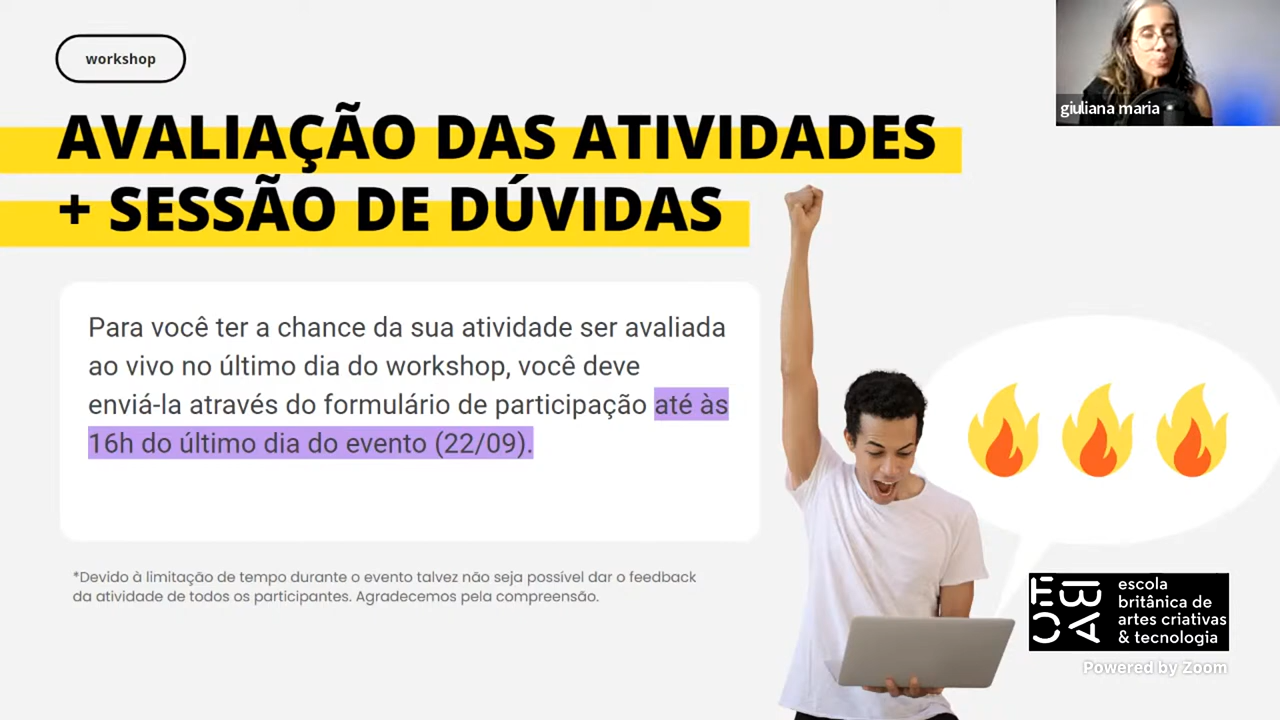 workshop
giuliana maria
AVALIAÇÃO DAS ATIVIDADES
+ SESSÃO DE DÚVIDAS
Para você ter a chance da sua atividade ser avaliada
ao vivo no último dia do workshop, você deve
enviá-la através do formulário de participação até às
16h do último dia do evento (22/09).
*Devido à limitação de tempo durante o evento talvez não seja possível dar o feedback
da atividade de todos os participantes. Agradecemos pela compreensão.
EBAC
escola
britânica de
artes criativas
& tecnologia
Powered by Zoom